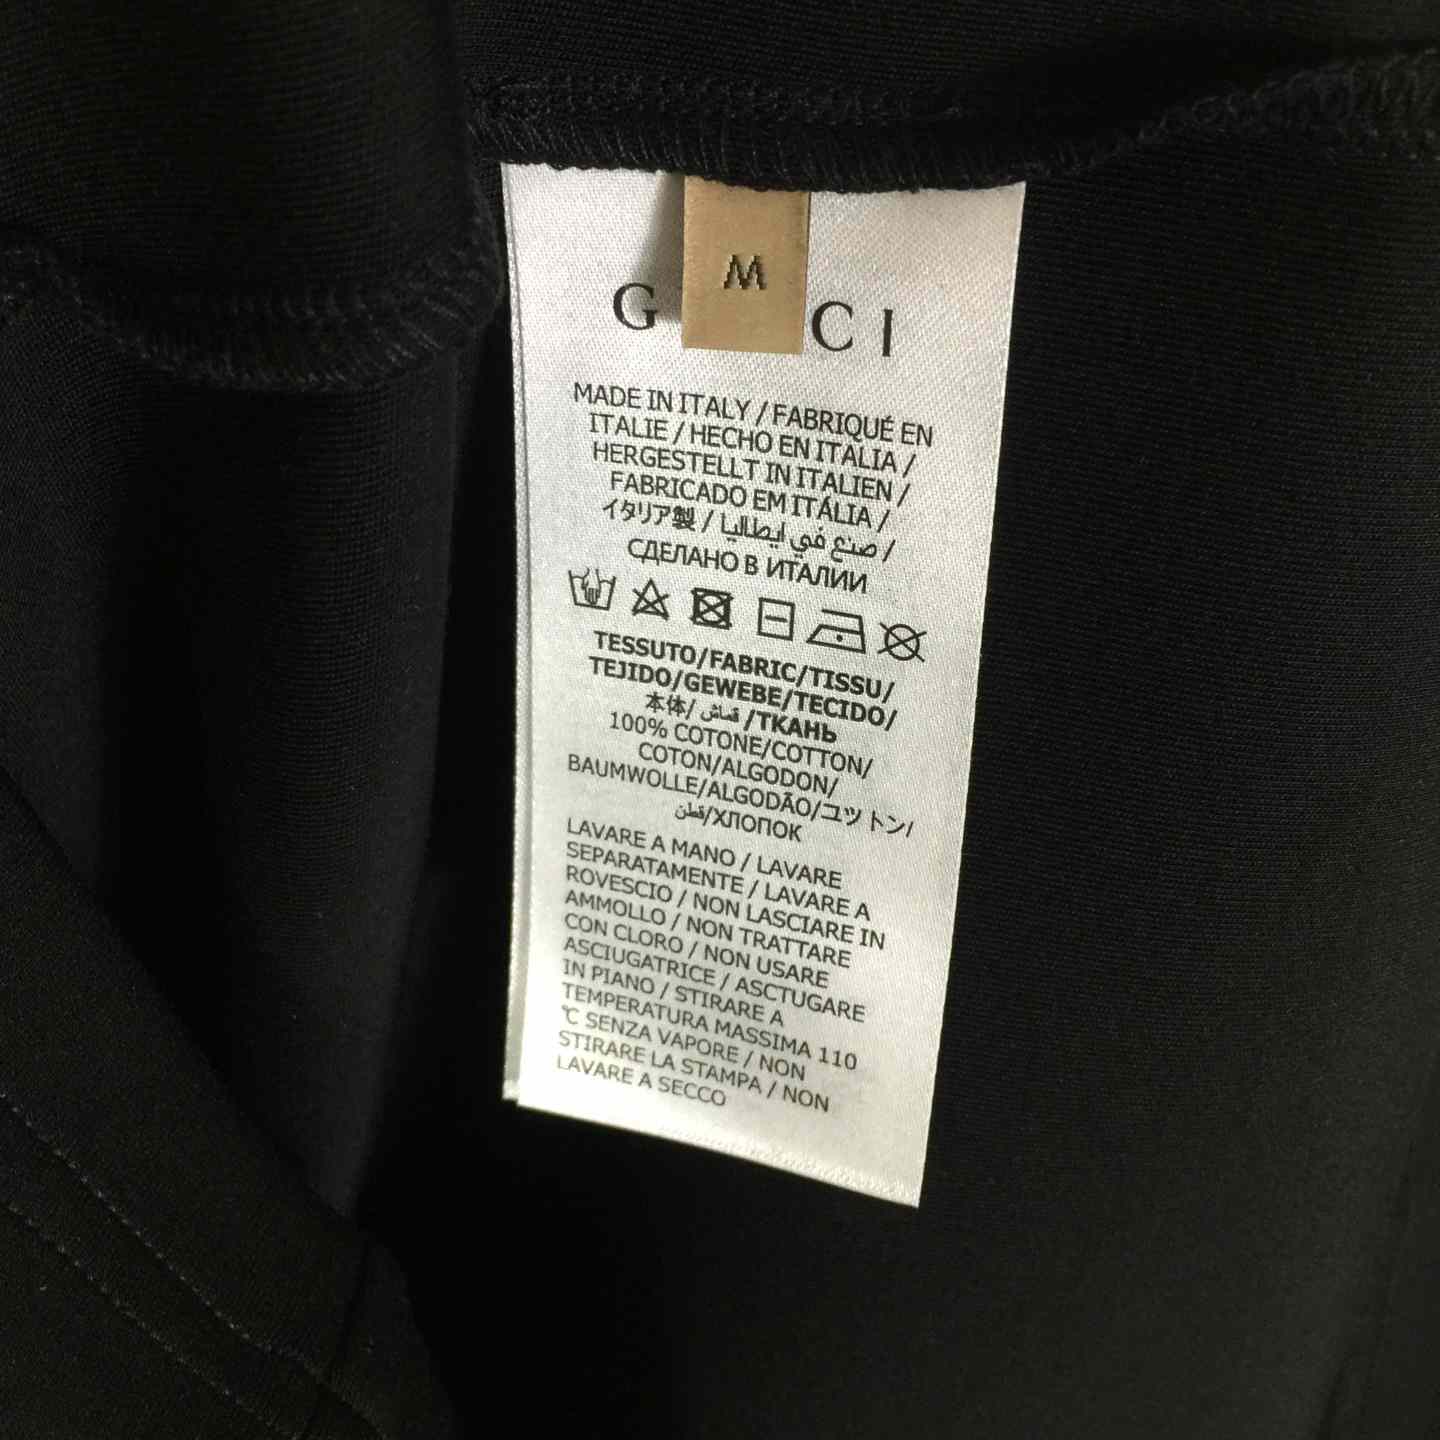 M
G CI
MADE IN ITALY / FABRIQUÉ EN
ITALIE / HECHO EN ITALIA /
HERGESTELLT IN ITALIEN /
FABRICADO EM ITÁLIA /
イタリア製 / صنع في ايطاليا /
СДЕЛАНО В ИТАЛИИ
TESSUTO/FABRIC/TISSU/
TEJIDO/GEWEBE/TECIDO/
本体/ قماش /ТКАНЬ
100% COTONE/COTTON/
COTON/ALGODON/
BAUMWOLLE/ALGODÃO/ユットン/
قطن/ХЛОПОК
LAVARE A MANO / LAVARE
SEPARATAMENTE / LAVARE A
ROVESCIO / NON LASCIARE IN
AMMOLLO / NON TRATTARE
CON CLORO / NON USARE
ASCIUGATRICE / ASCTUGARE
IN PIANO / STIRARE A
TEMPERATURA MASSIMA 110
℃ SENZA VAPORE / NON
STIRARE LA STAMPA / NON
LAVARE A SECCO